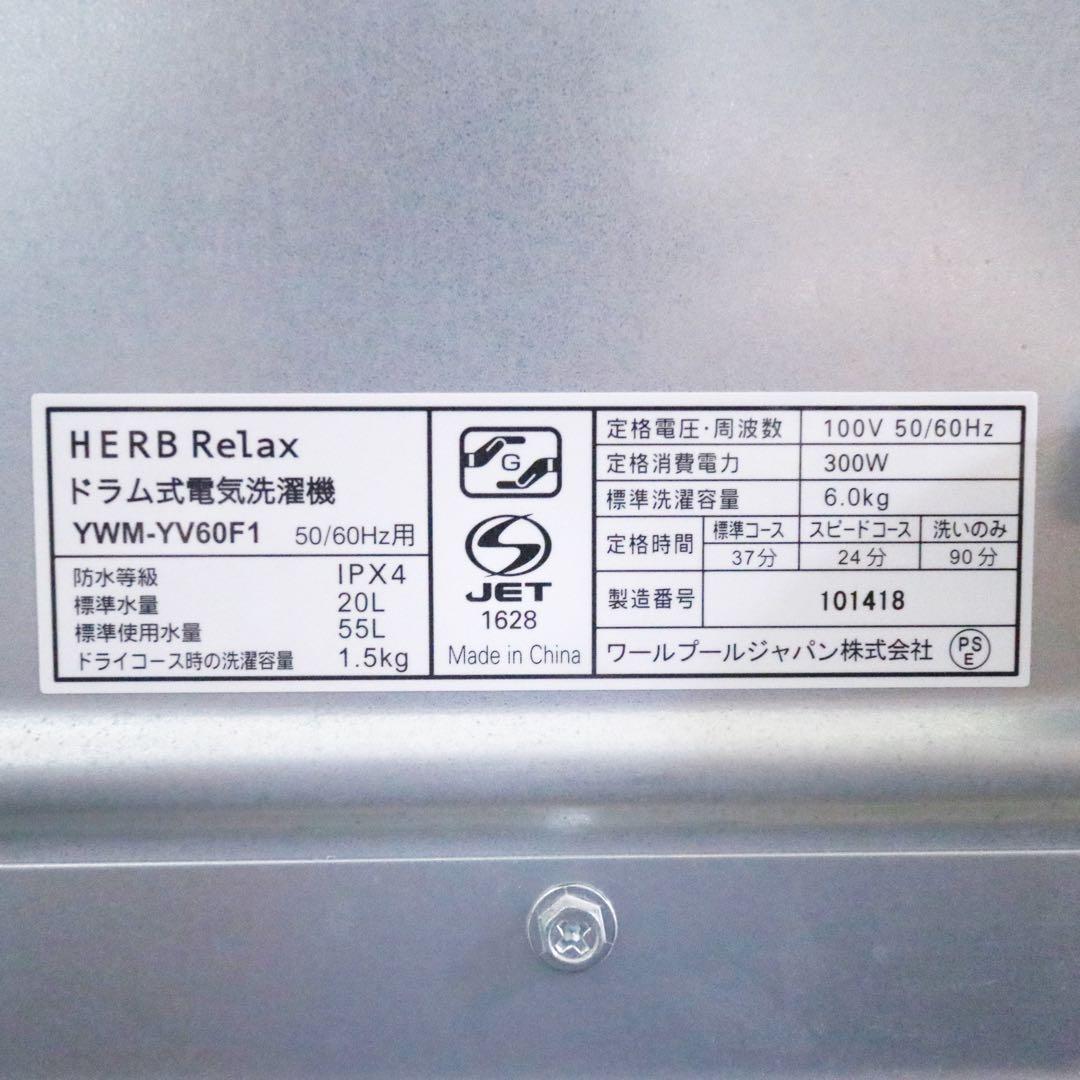 HERB Relax
ドラム式電気洗濯機
YWM-YV60F1 50/60Hz用
防水等級 IPX4
標準水量 20L
標準使用水量 55L
ドライコース時の洗濯容量 1.5kg
G
S
JET
1628
Made in China
定格電圧・周波数 100V 50/60Hz
定格消費電力 300W
標準洗濯容量 6.0kg
定格時間 標準コース スピードコース 洗いのみ
37分 24分 90分
製造番号 101418
ワールプールジャパン株式会社 PS E